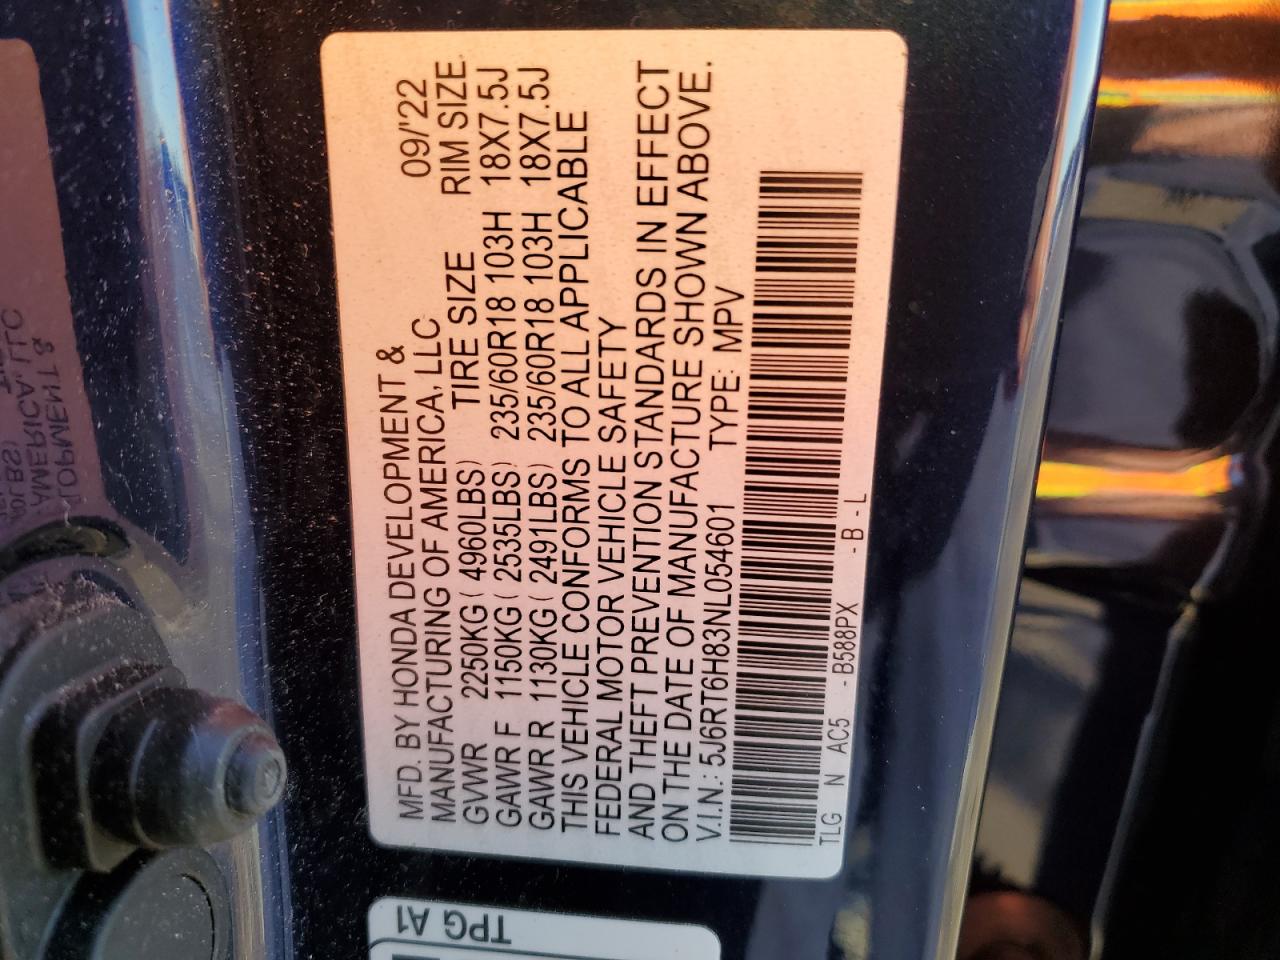 MFD. BY HONDA DEVELOPMENT &
MANUFACTURING OF AMERICA, LLC 09/'22
TIRE SIZE RIM SIZE
GVWR 2250KG ( 4960LBS)
GAWR F 1150KG ( 2535LBS) 235/60R18 103H 18X7.5J
GAWR R 1130KG ( 2491LBS) 235/60R18 103H 18X7.5J
THIS VEHICLE CONFORMS TO ALL APPLICABLE
FEDERAL MOTOR VEHICLE SAFETY
AND THEFT PREVENTION STANDARDS IN EFFECT
ON THE DATE OF MANUFACTURE SHOWN ABOVE.
V.I.N.: 5J6RT6H83NL054601 TYPE: MPV
TLG N AC5 - B588PX - B - L
TPG A1